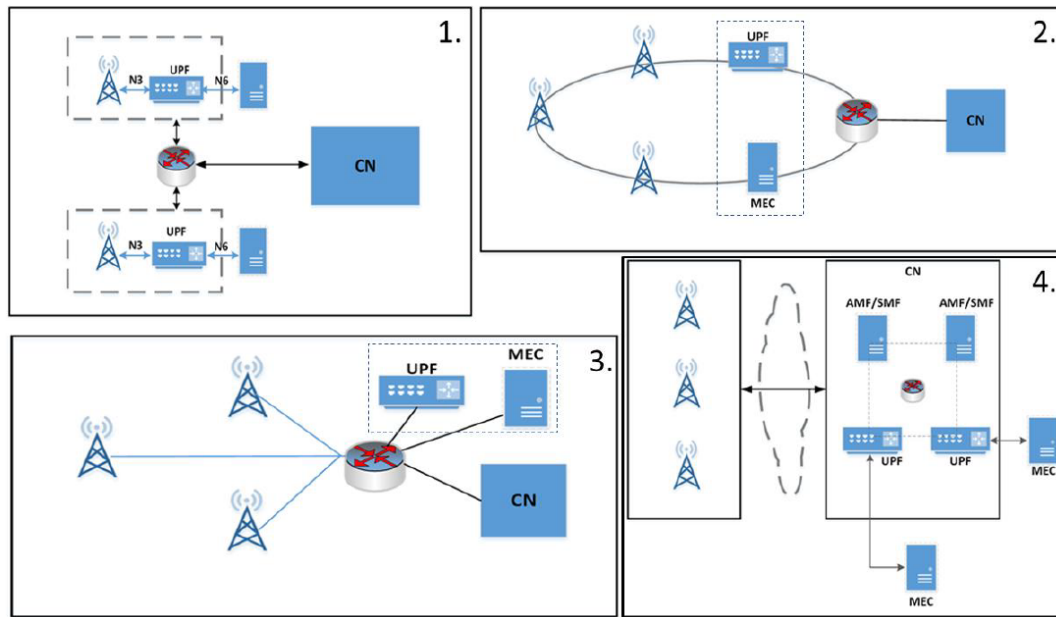 1.
UPF
N3
N6
CN
UPF
N3
N6
2.
UPF
CN
MEC
3.
MEC
UPF
CN
4.
CN
AMF/SMF AMF/SMF
UPF UPF
MEC
MEC